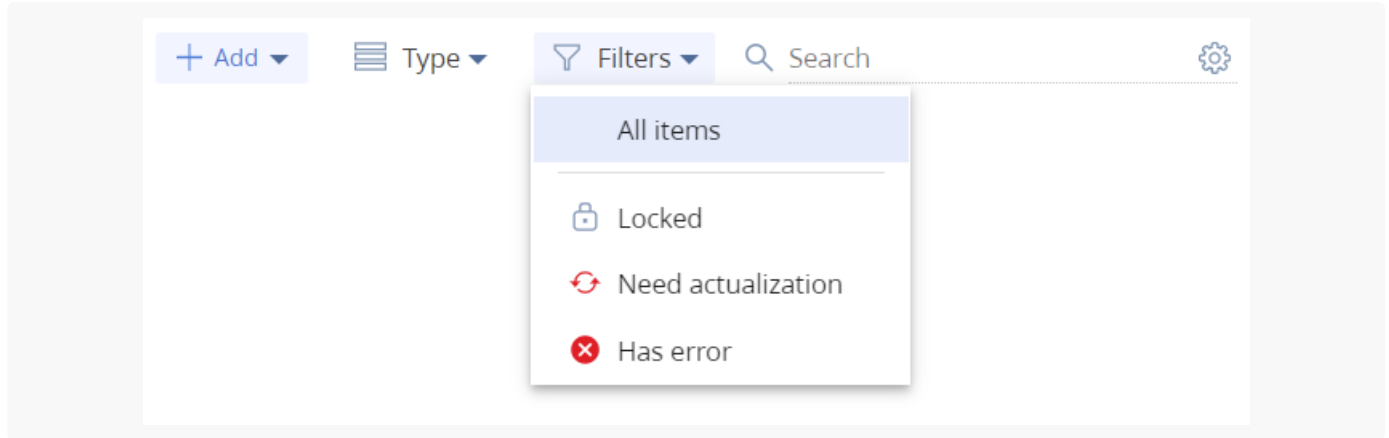 Add Type Filters Search
All items
Locked
Need actualization
Has error